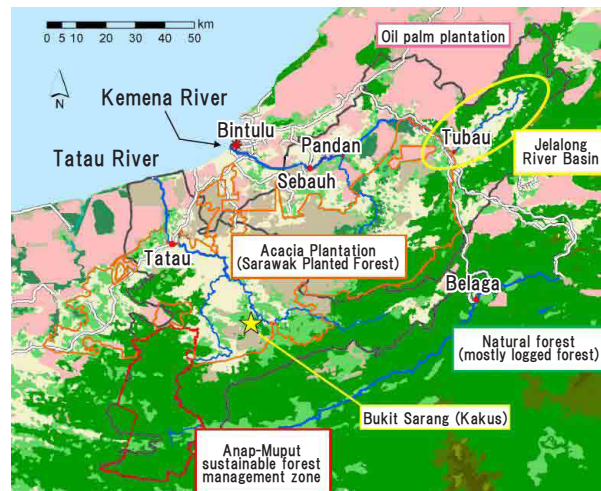 km
0 5 10 20 30 40 50
Oil palm plantation
N
Kemena River
Bintulu
Pandan
Tubau
Jelalong
River Basin
Tatau River
Sebauh
Acacia Plantation
(Sarawak Planted Forest)
Tatau
Belaga
Natural forest
(mostly logged forest)
Bukit Sarang (Kakus)
Anap-Muput
sustainable forest
management zone